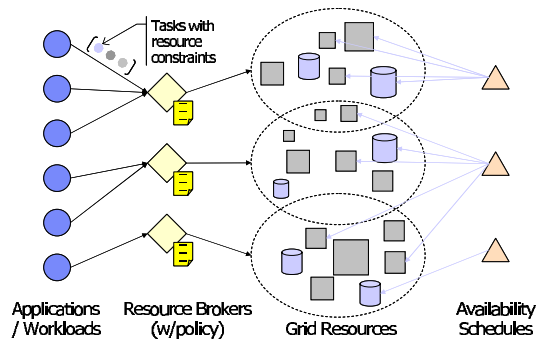 Tasks with
resource
constraints
Applications
/ Workloads
Resource Brokers
(w/policy)
Grid Resources
Availability
Schedules